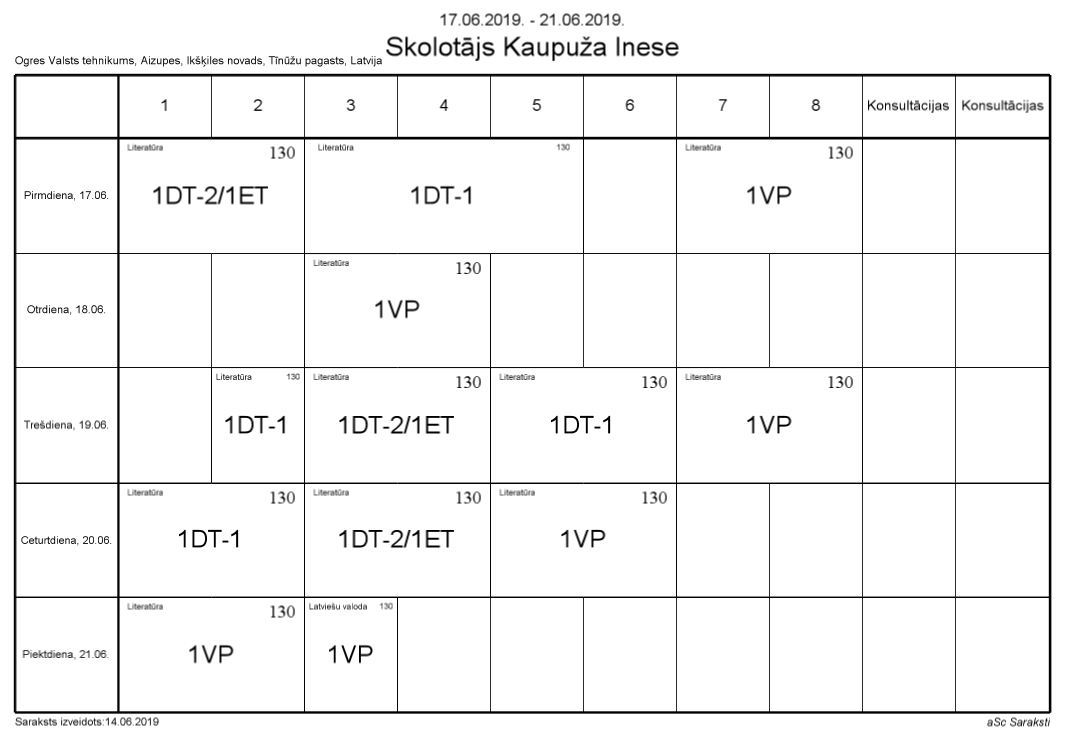 17.06.2019. - 21.06.2019.
Skolotājs Kaupuža Inese
Ogres Valsts tehnikums, Aizupes, Ikšķiles novads, Tīnūžu pagasts, Latvija
1 2 3 4 5 6 7 8 Konsultācijas Konsultācijas
Literatūra 130 Literatūra 130 Literatūra 130
Pirmdiena, 17.06. 1DT-2/1ET 1DT-1 1VP
Literatūra 130
Otrdiena, 18.06. 1VP
Literatūra 130 Literatūra 130 Literatūra 130 Literatūra 130
Trešdiena, 19.06. 1DT-1 1DT-2/1ET 1DT-1 1VP
Literatūra 130 Literatūra 130 Literatūra 130
Ceturtdiena, 20.06. 1DT-1 1DT-2/1ET 1VP
Literatūra 130 Latviešu valoda 130
Piektdiena, 21.06. 1VP 1VP
Saraksts izveidots:14.06.2019 aSc Saraksti